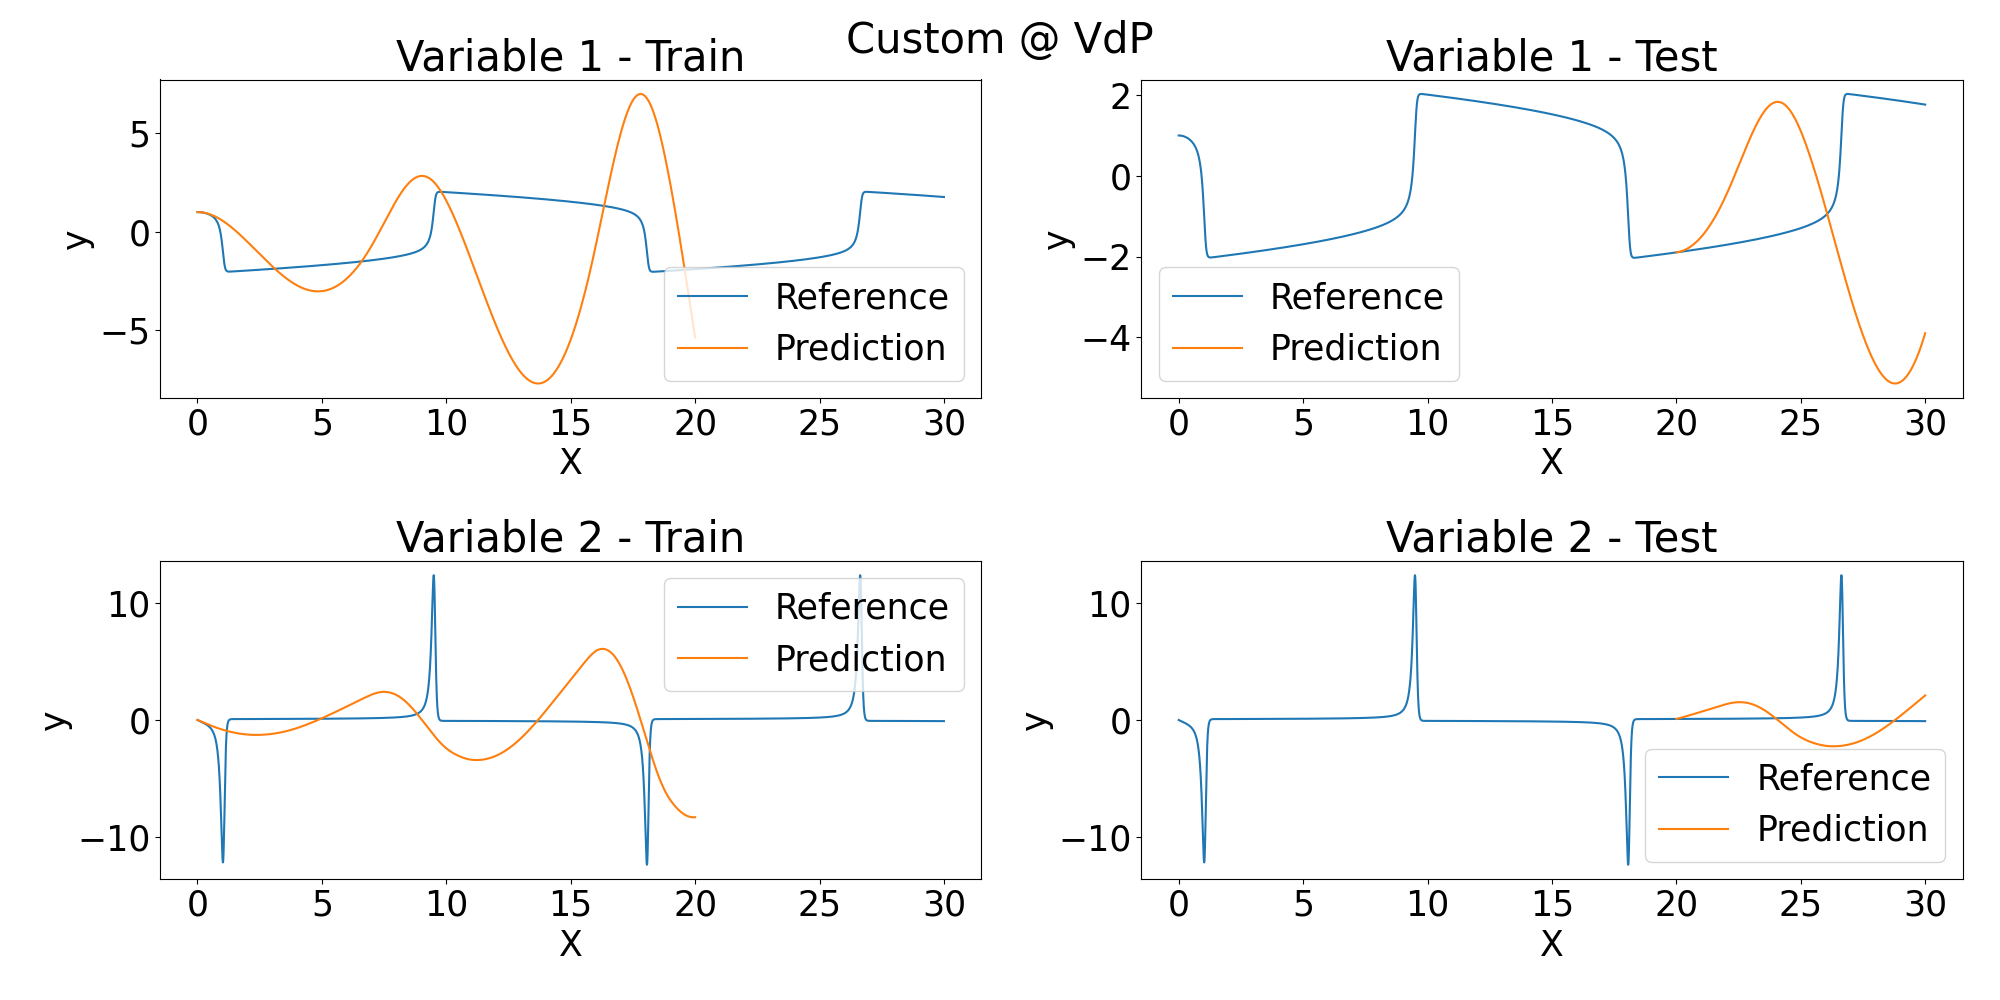 Custom @ VdP
Variable 1 - Train
5
0
−5
y
0 5 10 15 20 25 30
X
Reference
Prediction
Variable 1 - Test
2
0
−2
−4
y
0 5 10 15 20 25 30
X
Reference
Prediction
Variable 2 - Train
10
0
−10
y
0 5 10 15 20 25 30
X
Reference
Prediction
Variable 2 - Test
10
0
−10
y
0 5 10 15 20 25 30
X
Reference
Prediction